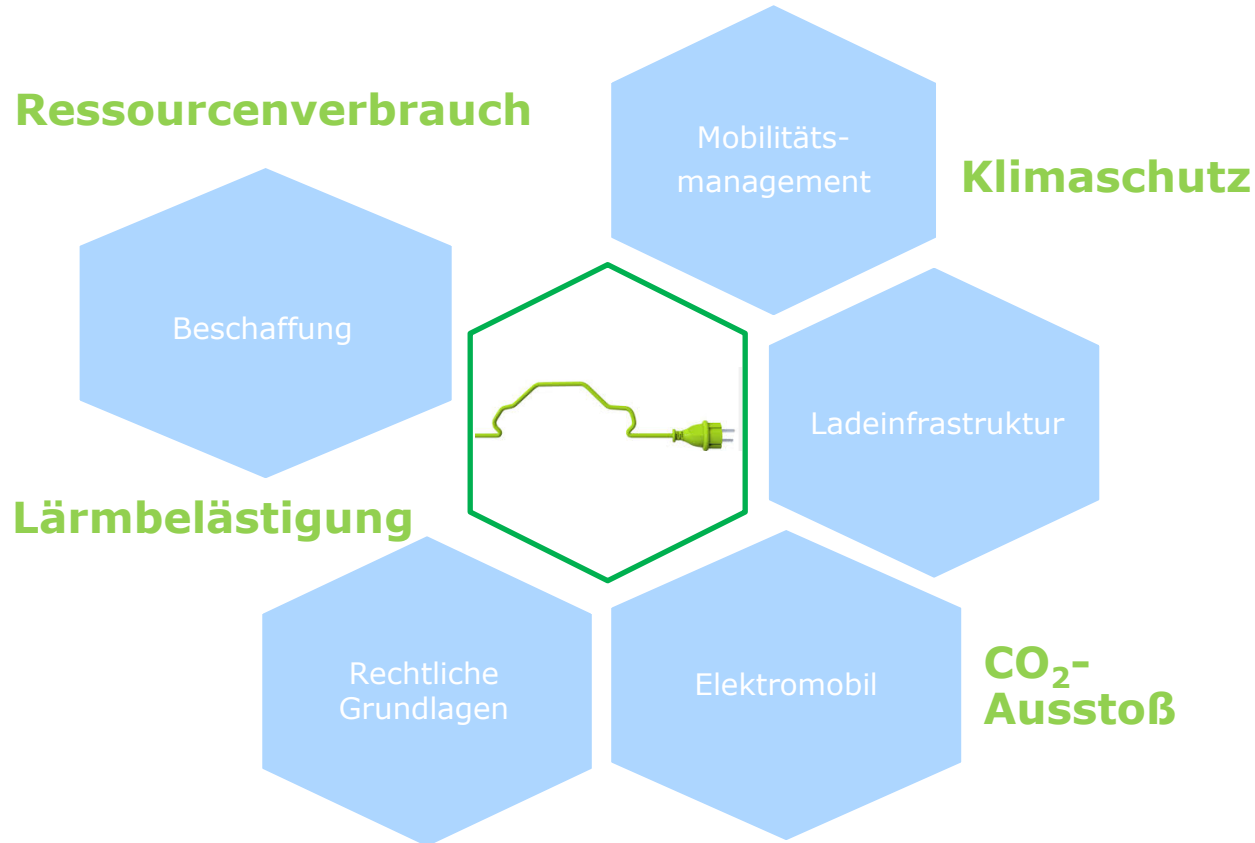 Ressourcenverbrauch
Mobilitäts-
management
Klimaschutz
Beschaffung
Ladeinfrastruktur
Lärmbelästigung
Rechtliche
Grundlagen
Elektromobil
CO₂-
Ausstoß